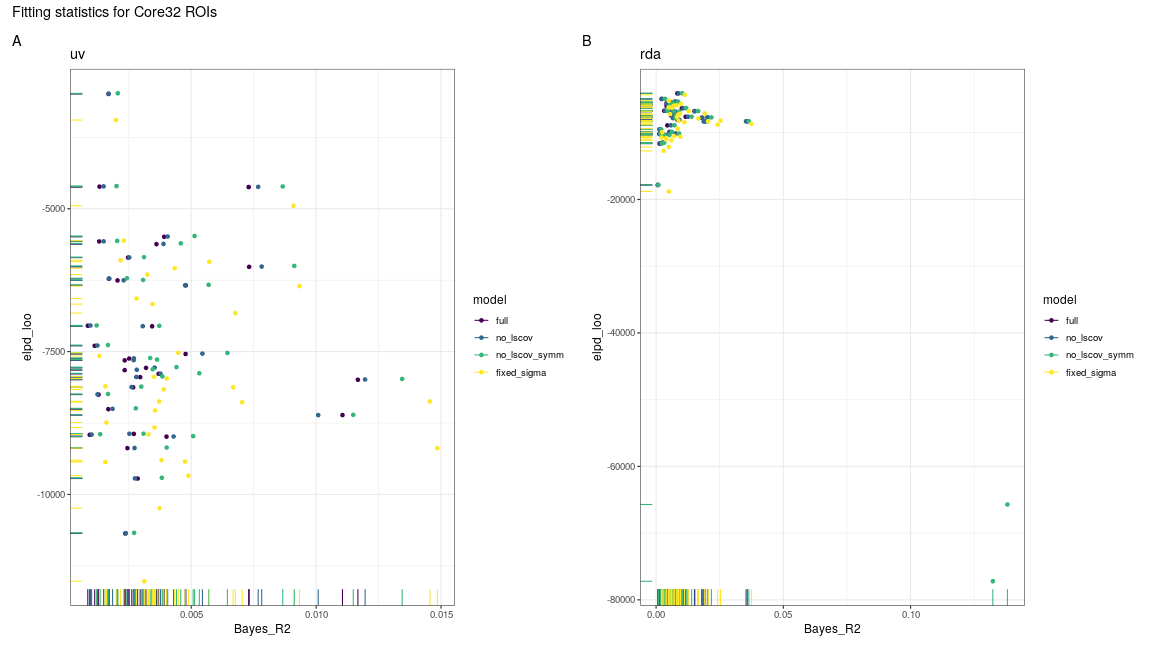 Fitting statistics for Core32 ROIs
A
uv
elpd_loo
-5000
-7500
-10000
0.005
0.010
0.015
Bayes_R2
model
full
no_lscov
no_lscov_symm
fixed_sigma
B
rda
elpd_loo
-20000
-40000
-60000
-80000
0.00
0.05
0.10
Bayes_R2
model
full
no_lscov
no_lscov_symm
fixed_sigma